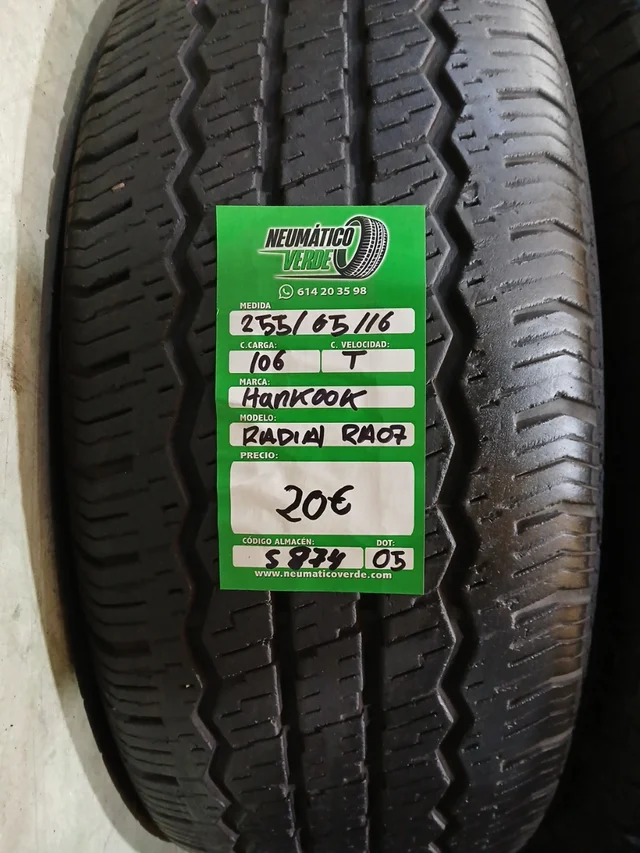 NEUMÁTICO
VERDE
614 20 35 98
MEDIDA
255/65/16
C.CARGA: C. VELOCIDAD:
106 T
MARCA:
HanKOOK
MODELO:
RADIAl RA07
PRECIO:
20€
CÓDIGO ALMACÉN: DOT:
S874 05
www.neumaticoverde.com